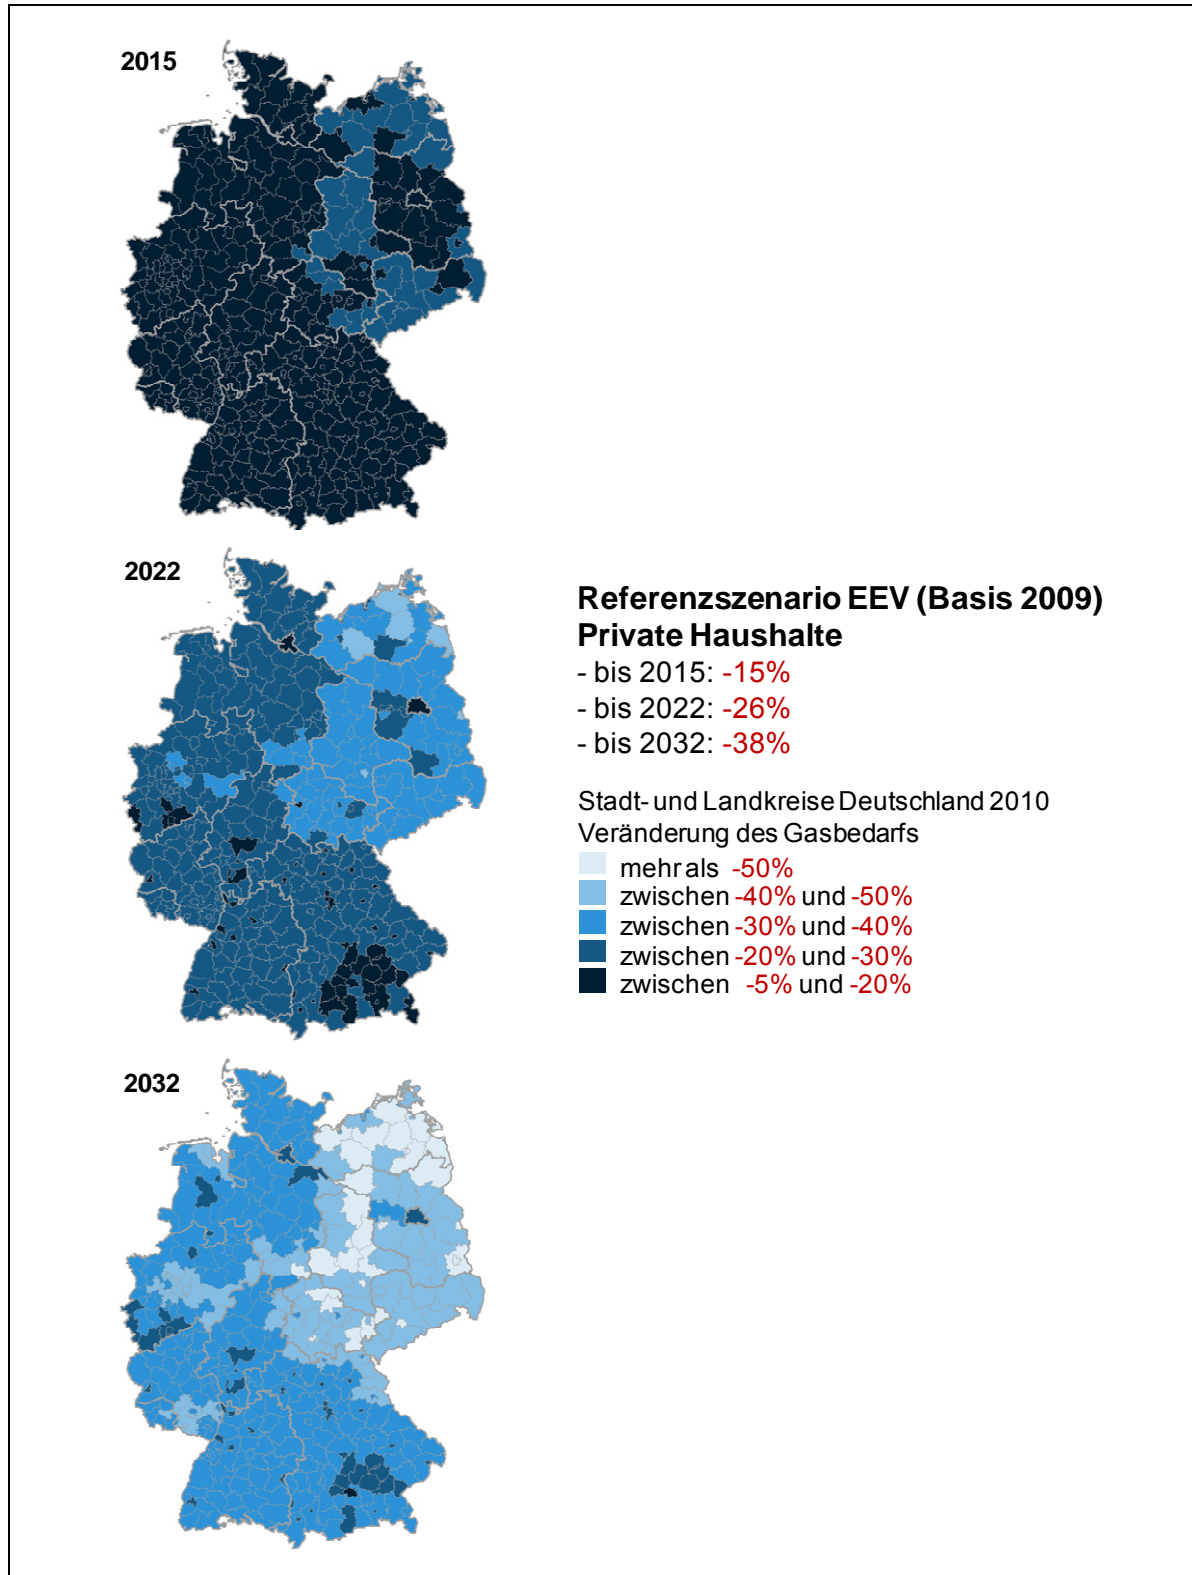 2015
2022
Referenzszenario EEV (Basis 2009)
Private Haushalte
- bis 2015: -15%
- bis 2022: -26%
- bis 2032: -38%
Stadt- und Landkreise Deutschland 2010
Veränderung des Gasbedarfs
mehr als -50%
zwischen -40% und -50%
zwischen -30% und -40%
zwischen -20% und -30%
zwischen -5% und -20%
2032